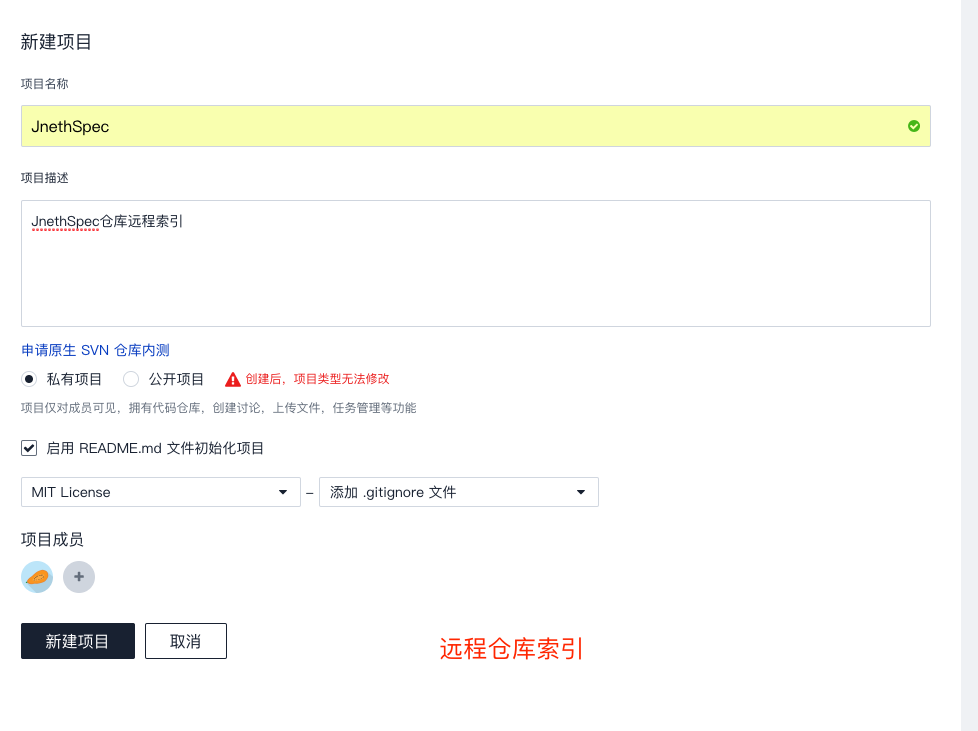 新建项目
项目名称
JnethSpec
项目描述
JnethSpec仓库远程索引
申请原生 SVN 仓库内测
私有项目 公开项目 创建后，项目类型无法修改
项目仅对成员可见，拥有代码仓库，创建讨论，上传文件，任务管理等功能
启用 README.md 文件初始化项目
MIT License – 添加 .gitignore 文件
项目成员
+
新建项目 取消 远程仓库索引